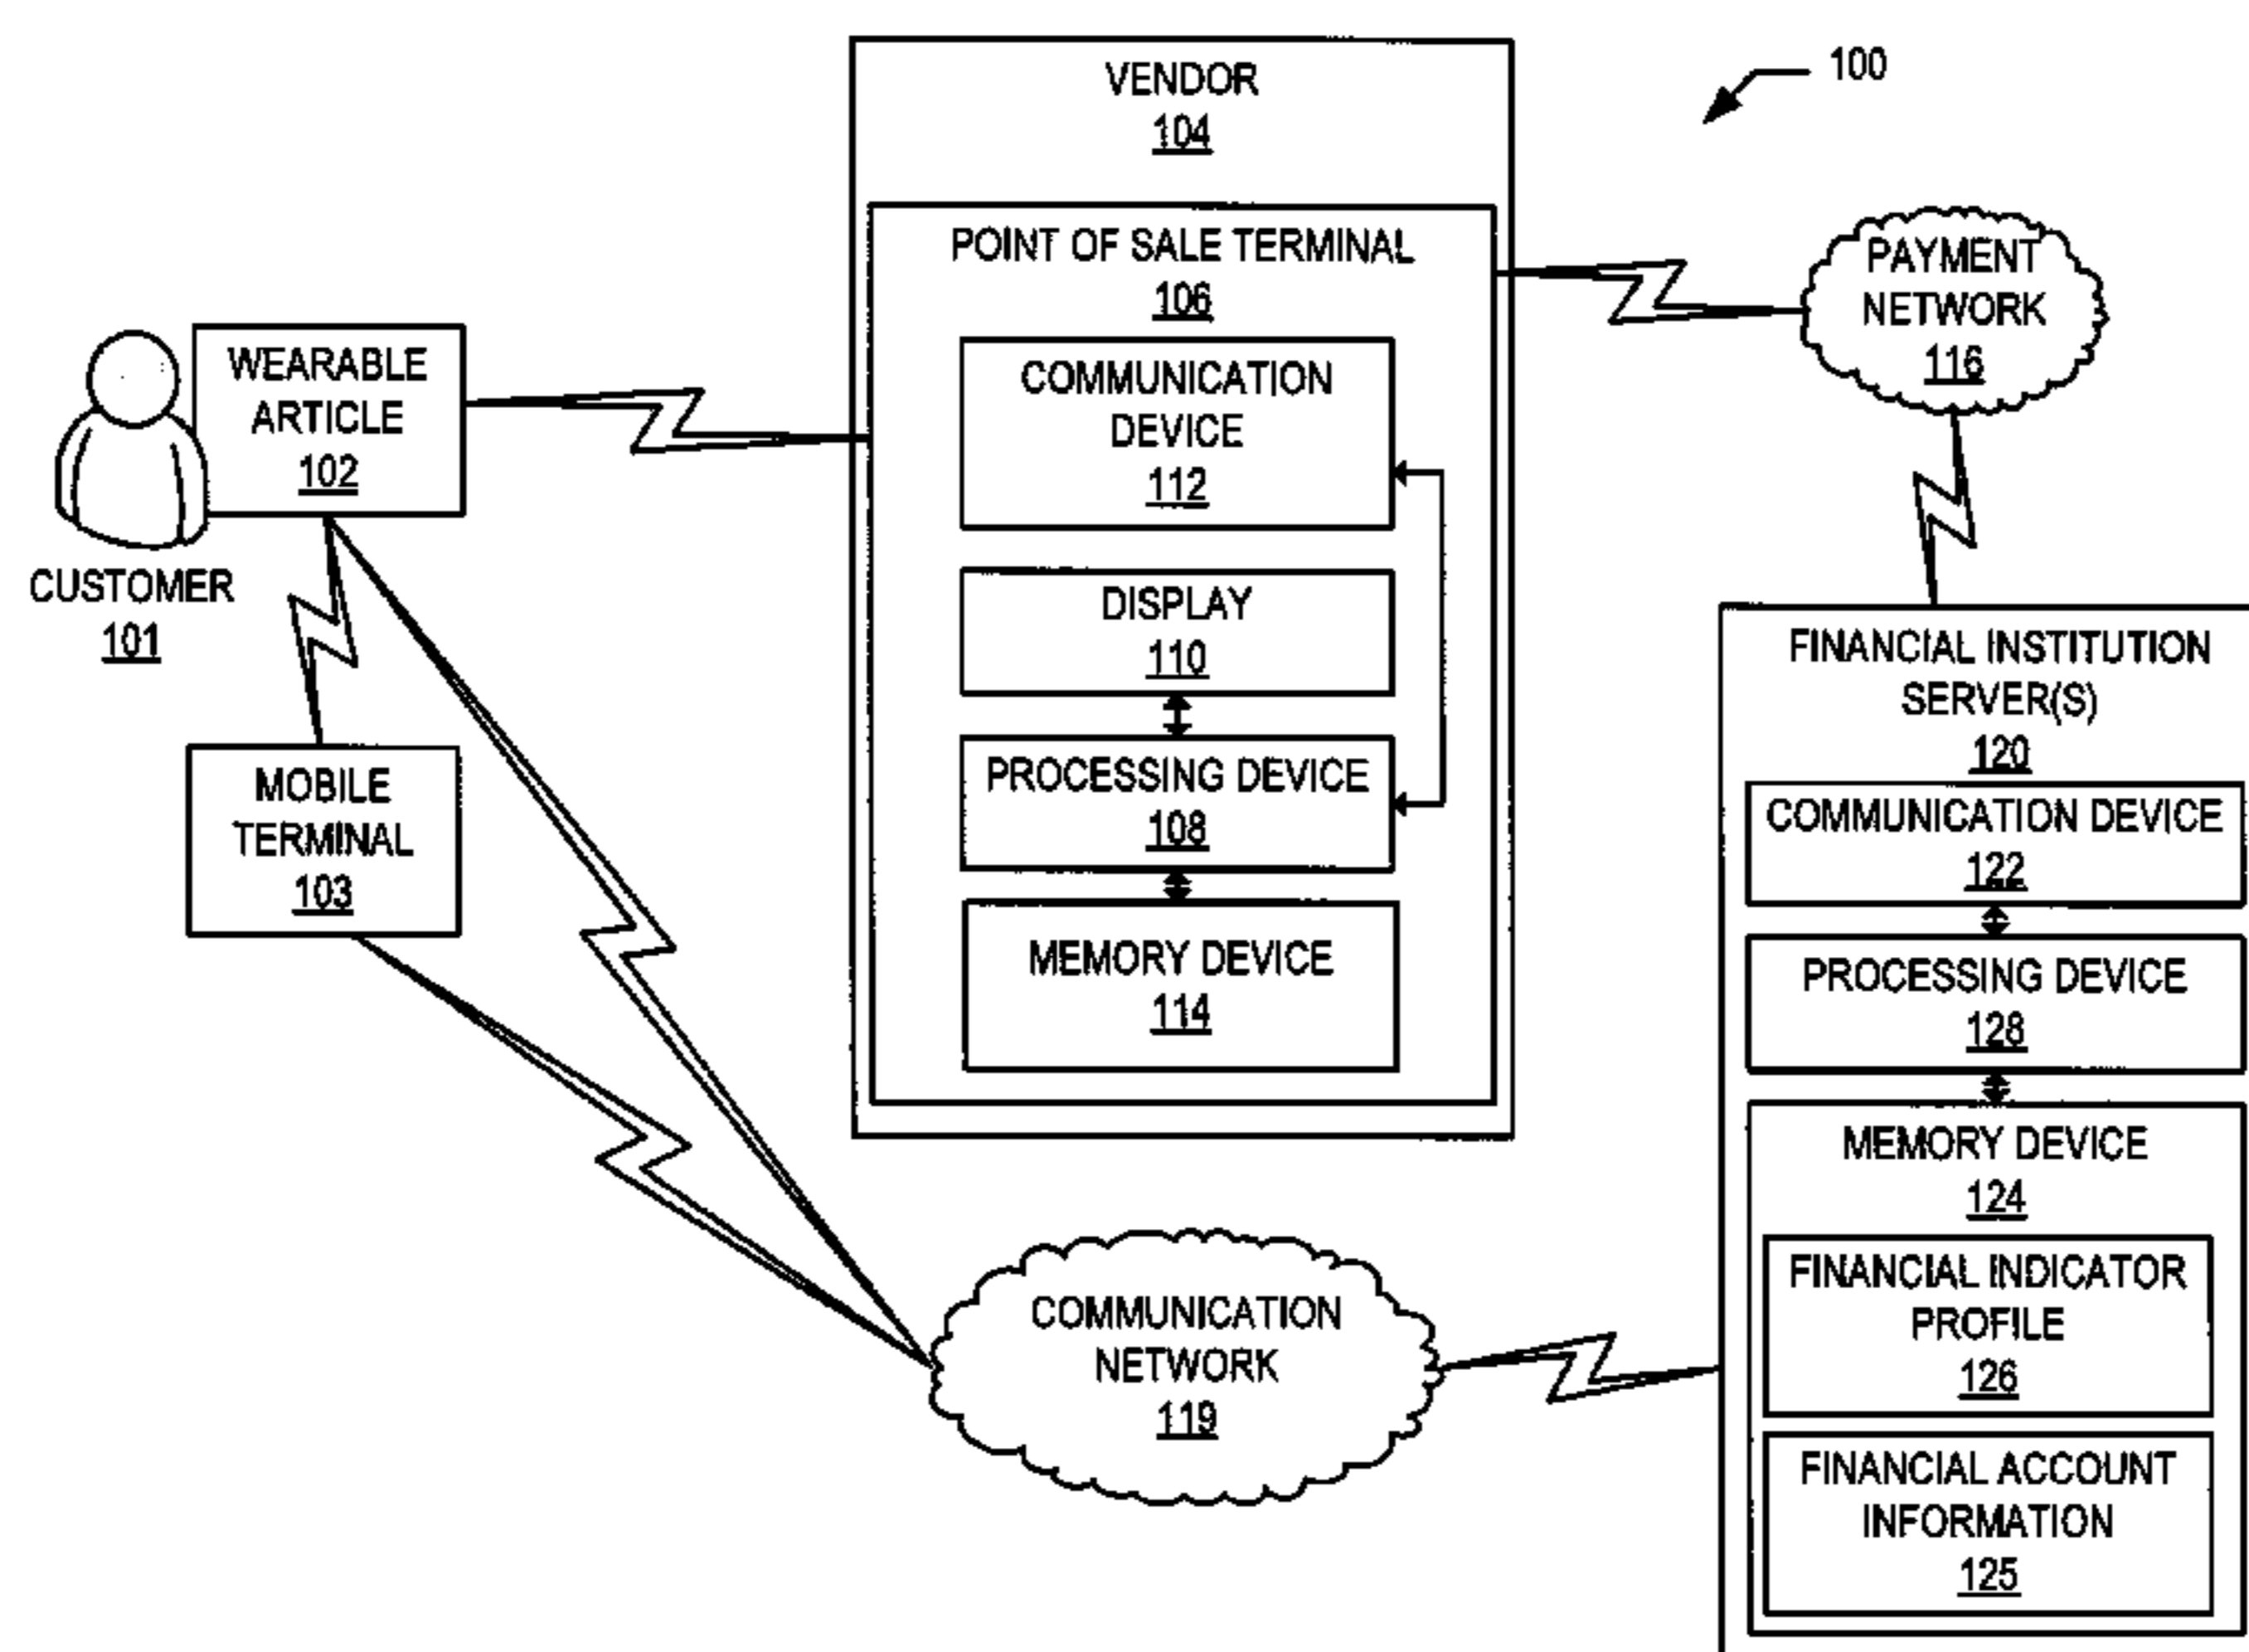 100
VENDOR
104
POINT OF SALE TERMINAL
106
COMMUNICATION
DEVICE
112
DISPLAY
110
PROCESSING DEVICE
108
MEMORY DEVICE
114
PAYMENT
NETWORK
116
WEARABLE
ARTICLE
102
CUSTOMER
101
MOBILE
TERMINAL
103
FINANCIAL INSTITUTION
SERVER(S)
120
COMMUNICATION DEVICE
122
PROCESSING DEVICE
128
MEMORY DEVICE
124
FINANCIAL INDICATOR
PROFILE
126
FINANCIAL ACCOUNT
INFORMATION
125
COMMUNICATION
NETWORK
119